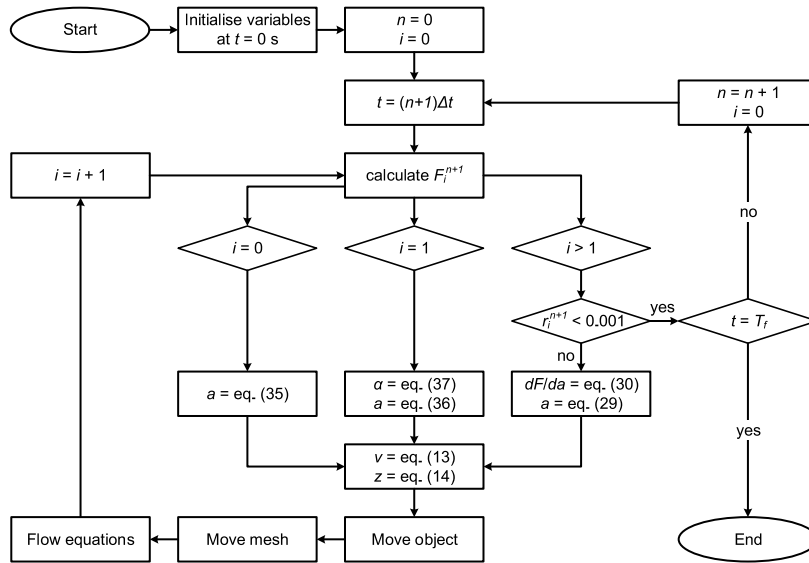 Start
Initialise variables
at t = 0 s
n = 0
i = 0
t = (n+1)Δt
n = n + 1
i = 0
i = i + 1
calculate Fᵢⁿ⁺¹
no
i = 0
i = 1
i > 1
rᵢⁿ⁺¹ < 0.001
yes
t = T_f
no
a = eq. (35)
α = eq. (37)
a = eq. (36)
dF/da = eq. (30)
a = eq. (29)
yes
v = eq. (13)
z = eq. (14)
Flow equations
Move mesh
Move object
End